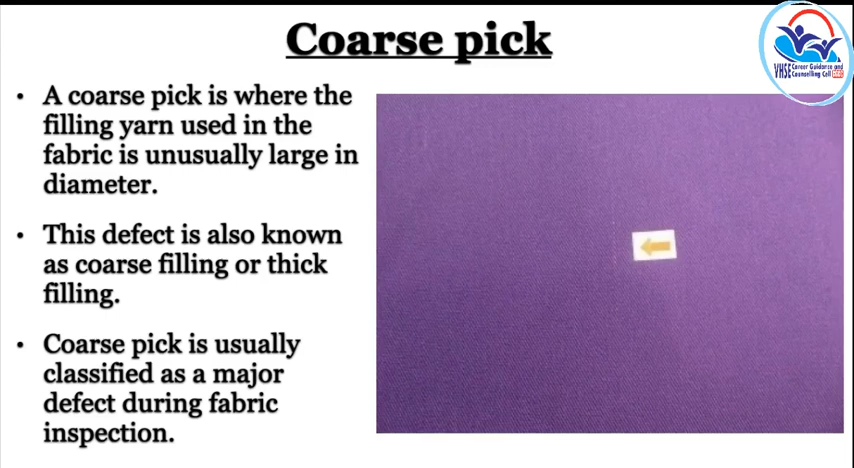 Coarse pick
• A coarse pick is where the
filling yarn used in the
fabric is unusually large in
diameter.
• This defect is also known
as coarse filling or thick
filling.
• Coarse pick is usually
classified as a major
defect during fabric
inspection.
VHSE Career Guidance and
Counselling Cell